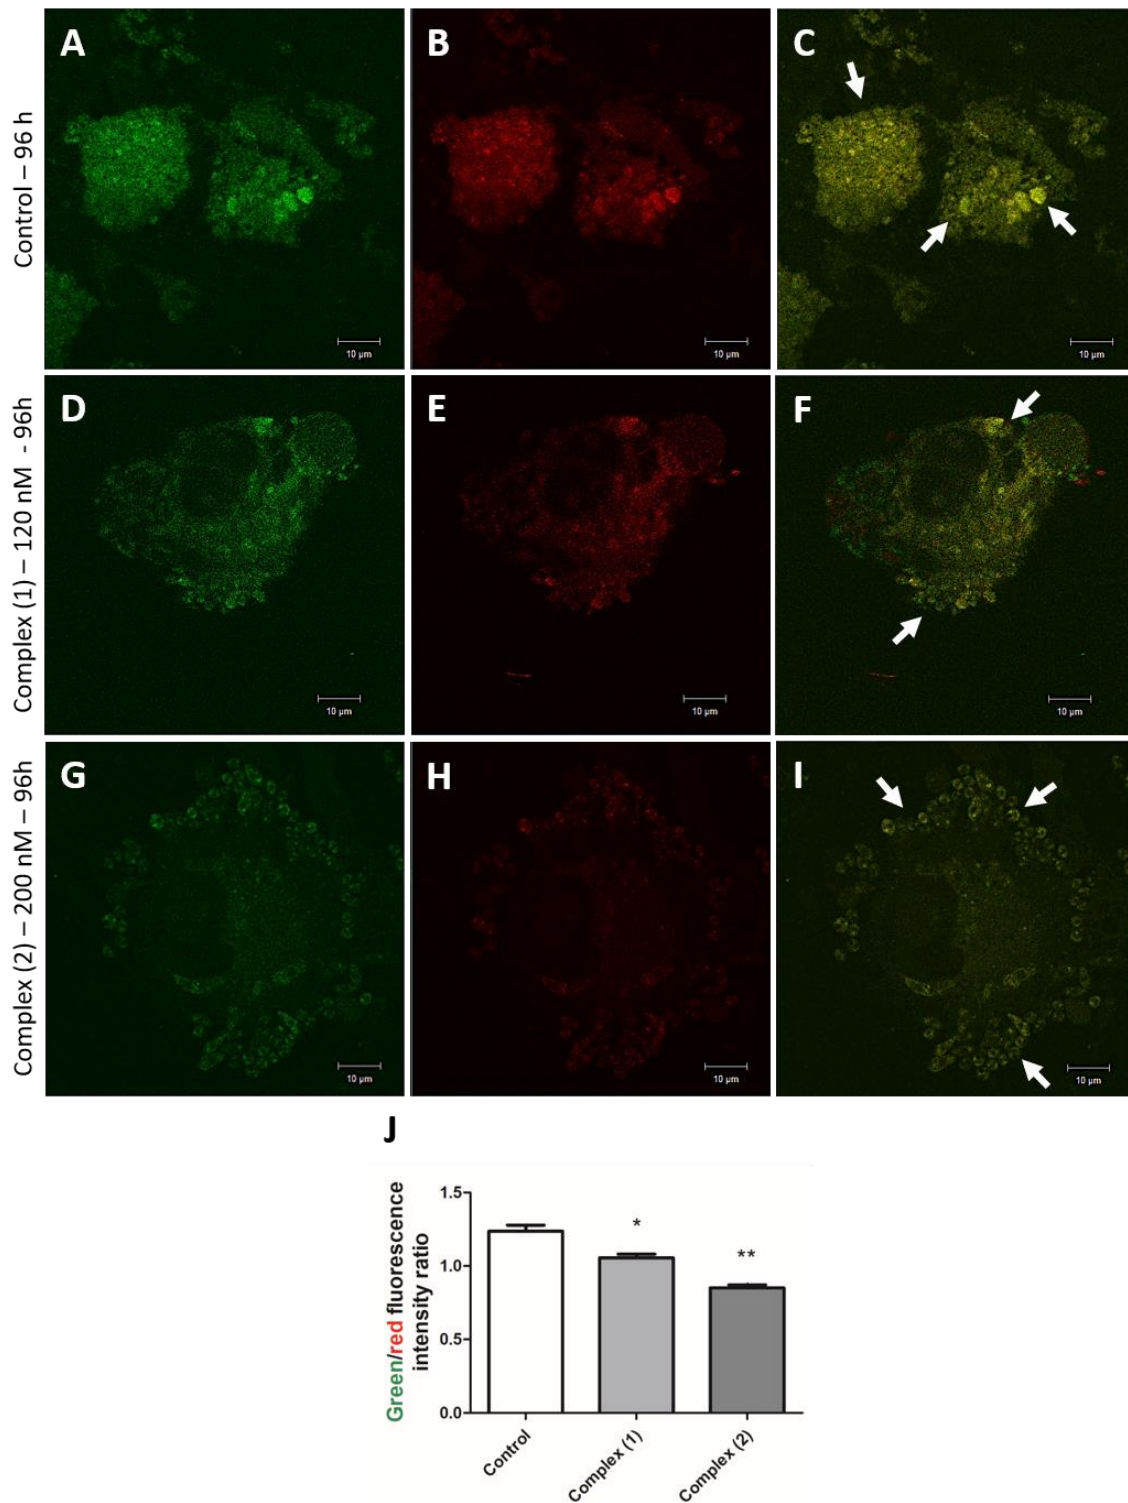 Control – 96 h
A
B
C
10 µm
10 µm
10 µm
Complex (1) – 120 nM - 96h
D
E
F
10 µm
10 µm
10 µm
Complex (2) – 200 nM – 96h
G
H
I
10 µm
10 µm
10 µm
J
Green/red fluorescence
intensity ratio
1.5
1.0
0.5
0.0
*
**
Control
Complex (1)
Complex (2)